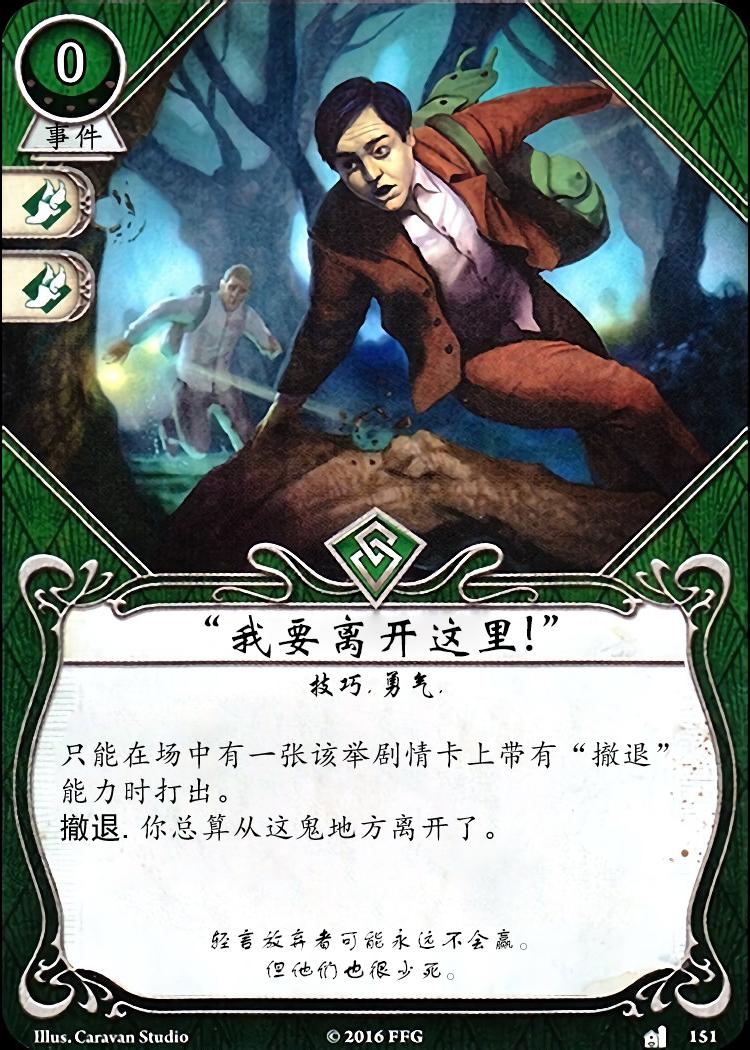 0
事件
“我要离开这里!”
技巧. 勇气.
只能在场中有一张该举剧情卡上带有“撤退”
能力时打出。
撤退. 你总算从这鬼地方离开了。
轻言放弃者可能永远不会赢。
但他们也很少死。
Illus. Caravan Studio
© 2016 FFG
151